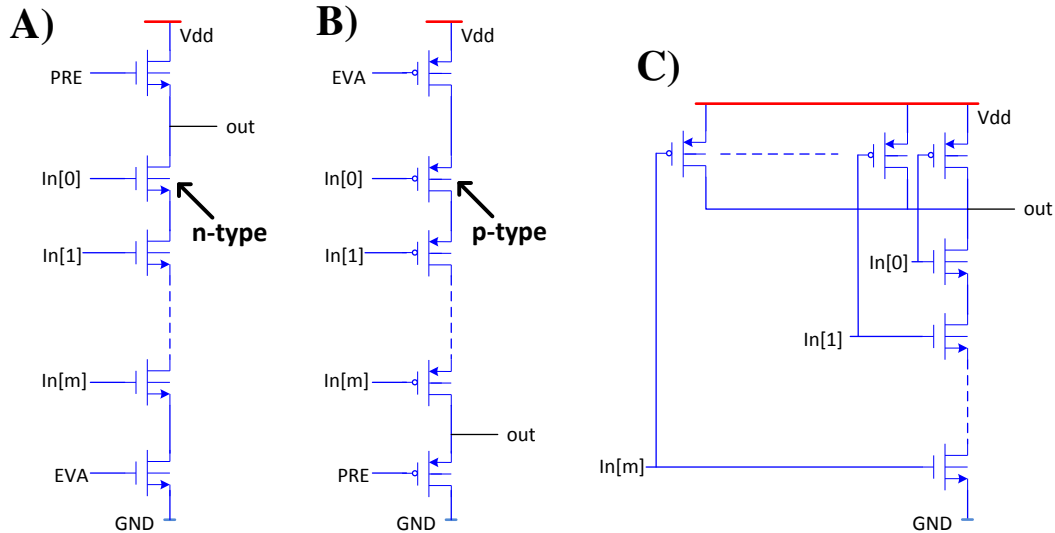 A)
Vdd
PRE
out
In[0]
n-type
In[1]
In[m]
EVA
GND
B)
Vdd
EVA
In[0]
p-type
In[1]
In[m]
out
PRE
GND
C)
Vdd
out
In[0]
In[1]
In[m]
GND